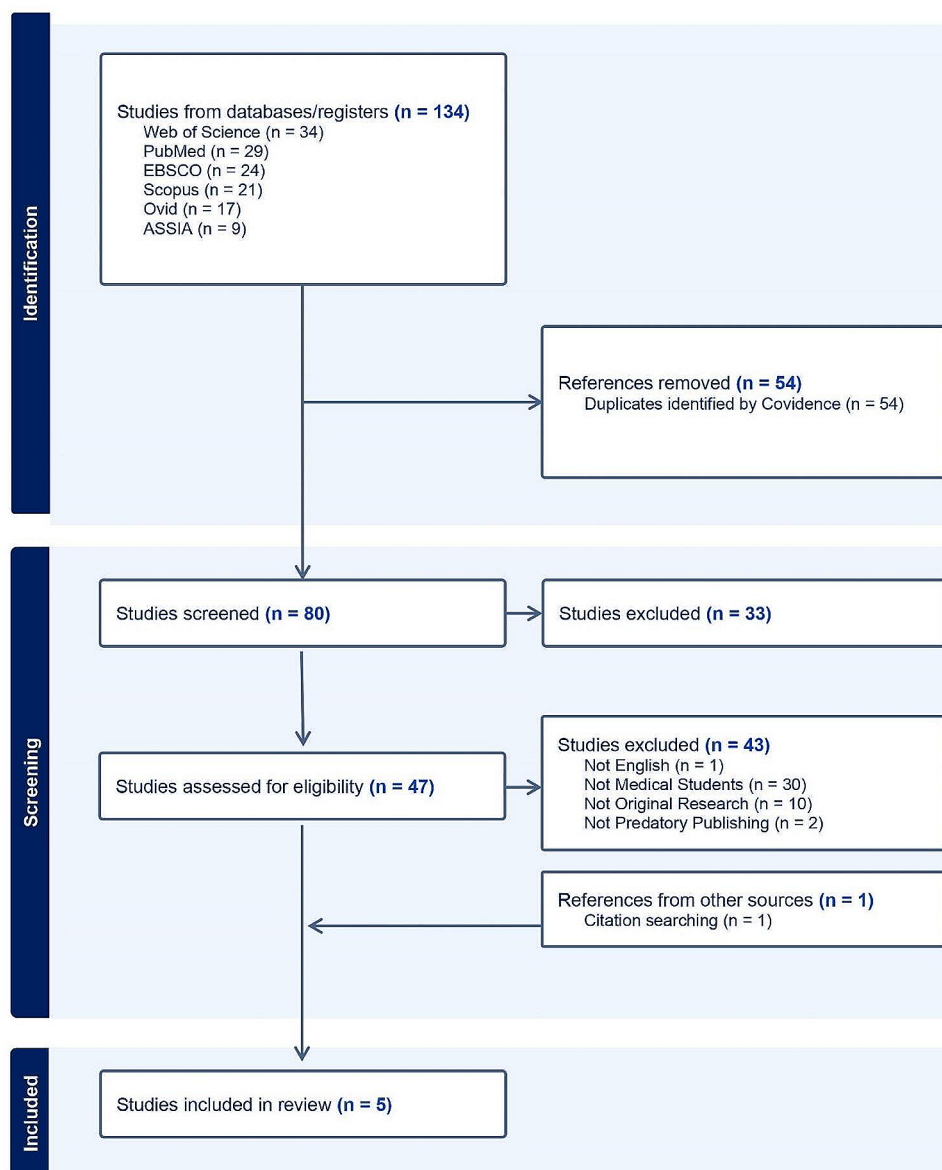 Identification
Studies from databases/registers (n = 134)
Web of Science (n = 34)
PubMed (n = 29)
EBSCO (n = 24)
Scopus (n = 21)
Ovid (n = 17)
ASSIA (n = 9)
References removed (n = 54)
Duplicates identified by Covidence (n = 54)
Screening
Studies screened (n = 80)
Studies excluded (n = 33)
Studies assessed for eligibility (n = 47)
Studies excluded (n = 43)
Not English (n = 1)
Not Medical Students (n = 30)
Not Original Research (n = 10)
Not Predatory Publishing (n = 2)
References from other sources (n = 1)
Citation searching (n = 1)
Included
Studies included in review (n = 5)